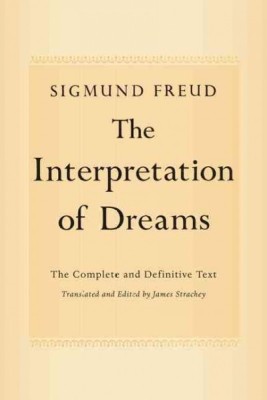 SIGMUND FREUD
The
Interpretation
of Dreams
The Complete and Definitive Text
Translated and Edited by James Strachey